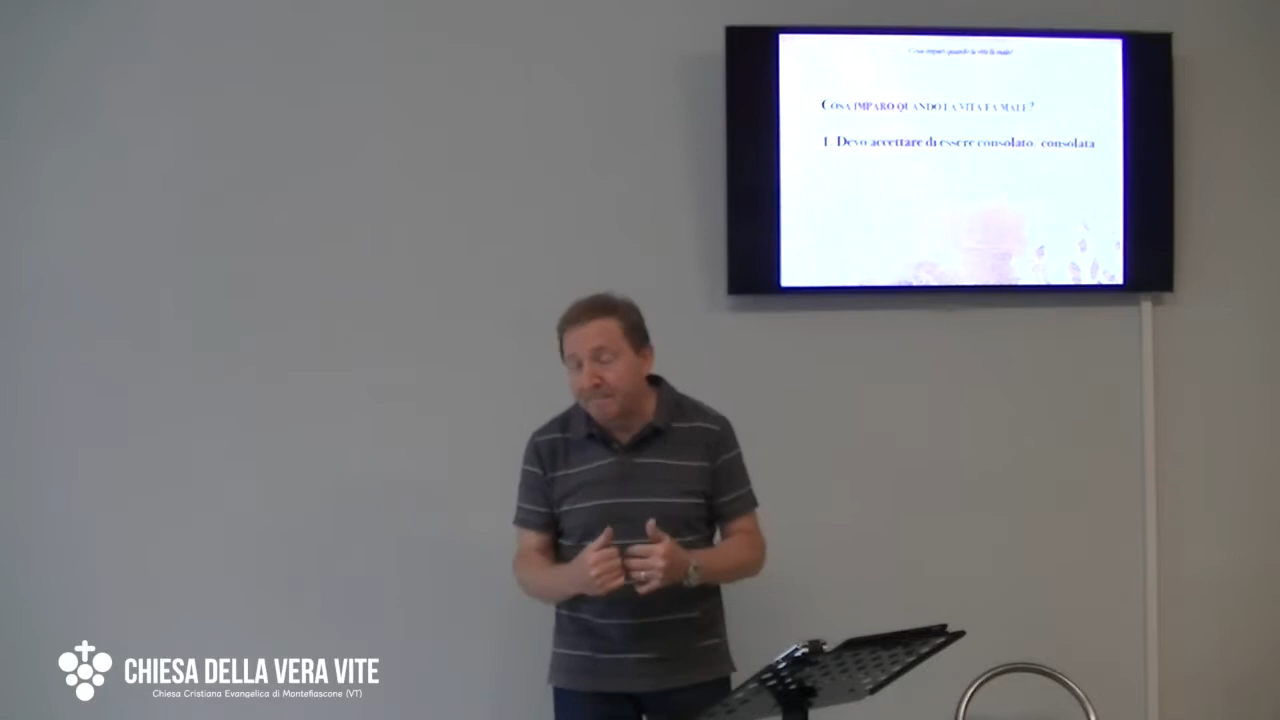 Cosa imparo quando la vita fa male?
COSA IMPARO QUANDO LA VITA FA MALE?
1. Devo accettare di essere consolato/ consolata
CHIESA DELLA VERA VITE
Chiesa Cristiana Evangelica di Montefiascone (VT)